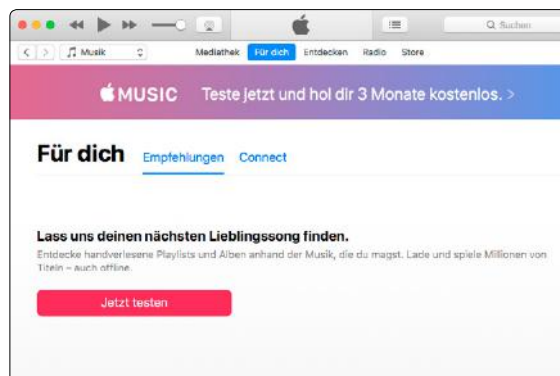 Suchen
Musik Mediathek Für dich Entdecken Radio Store
MUSIC Teste jetzt und hol dir 3 Monate kostenlos. >
Für dich Empfehlungen Connect
Lass uns deinen nächsten Lieblingssong finden.
Entdecke handverlesene Playlists und Alben anhand der Musik, die du magst. Lade und spiele Millionen von
Titeln – auch offline.
Jetzt testen